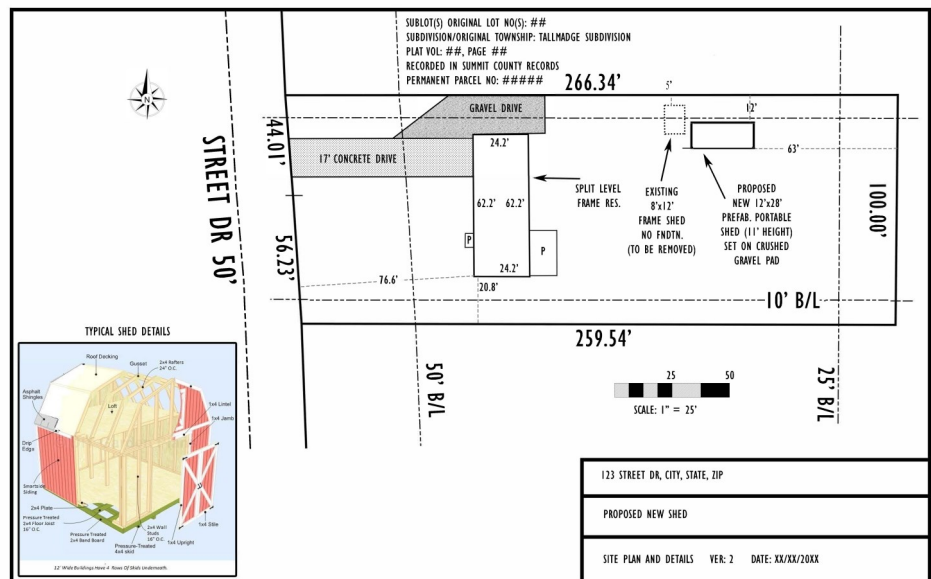 SUBLOT(S) ORIGINAL LOT NO(S): ##
SUBDIVISION/ORIGINAL TOWNSHIP: TALLMADGE SUBDIVISION
PLAT VOL: ##, PAGE ##
RECORDED IN SUMMIT COUNTY RECORDS
PERMANENT PARCEL NO: #####
266.34'
N
STREET DR 50'
44.01'
56.23'
GRAVEL DRIVE
17' CONCRETE DRIVE
24.2'
62.2' 62.2'
24.2'
P
P
76.6'
20.8'
SPLIT LEVEL
FRAME RES.
5'
12'
63'
EXISTING
8'x12'
FRAME SHED
NO FNDTN.
(TO BE REMOVED)
PROPOSED
NEW 12'x28'
PREFAB. PORTABLE
SHED (11' HEIGHT)
SET ON CRUSHED
GRAVEL PAD
100.00'
10' B/L
259.54'
50' B/L
25' B/L
25 50
SCALE: 1" = 25'
TYPICAL SHED DETAILS
Roof Decking
Gusset
2x4 Rafters
24" O.C.
Asphalt
Shingles
Loft
1x4 Lintel
1x4 Jamb
Drip
Edge
Smartside
Siding
2x4 Plate
Pressure Treated
2x4 Floor Joist
16" O.C.
Pressure Treated
2x4 Band Board
Pressure-Treated
4x4 skid
2x4 Wall
Studs
16" O.C.
1x4 Upright
1x4 Stile
12' Wide Buildings Have 4 Rows Of Skids Underneath.
123 STREET DR, CITY, STATE, ZIP
PROPOSED NEW SHED
SITE PLAN AND DETAILS VER: 2 DATE: XX/XX/20XX